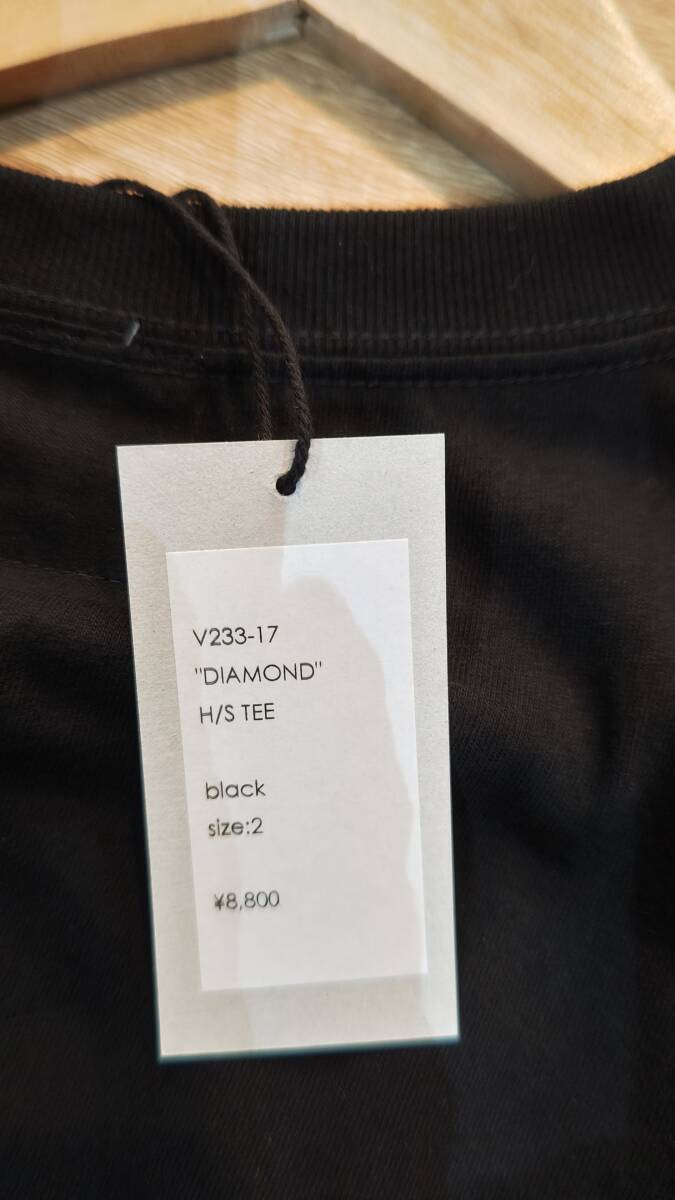 V233-17
"DIAMOND"
H/S TEE
black
size:2
¥8,800